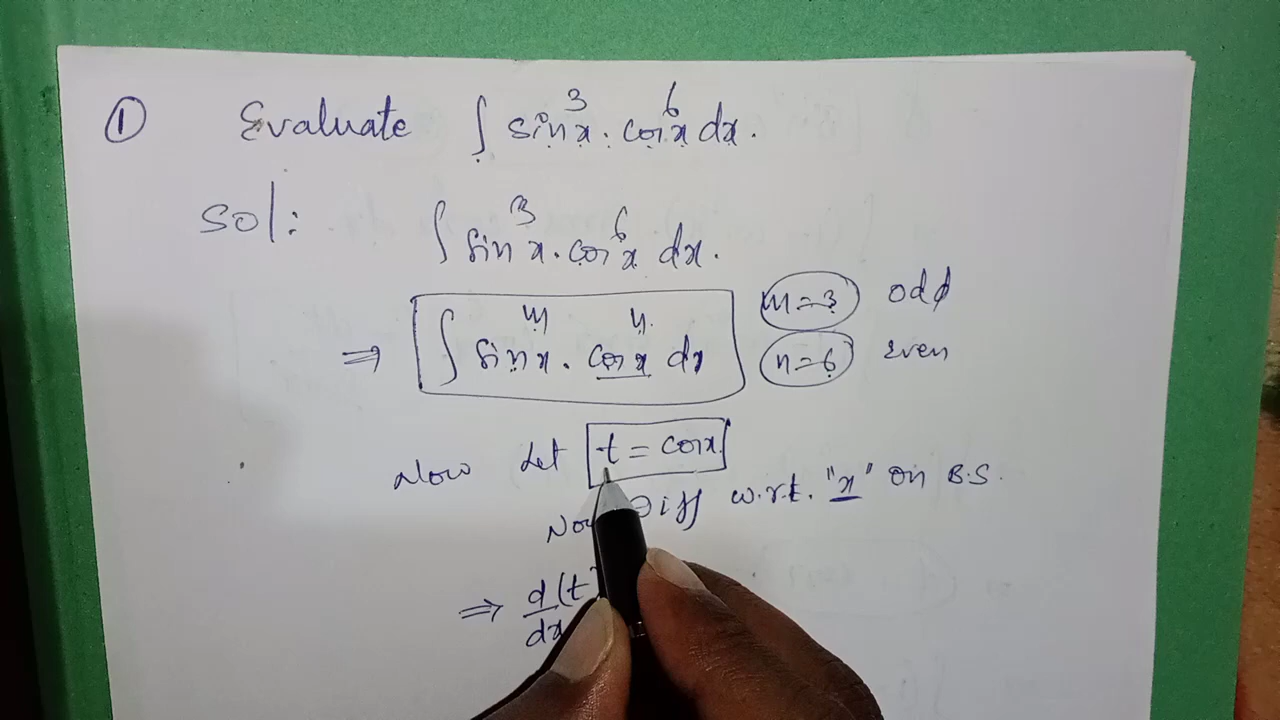 ① Evaluate ∫ sin³x . cos⁶x dx.
Sol: ∫ sin³x . cos⁶x dx.
⇒ ∫ sinᵐx . cosⁿx dx m=3 odd
n=6 even
Now Let t = cosx
Now Diff w.r.t. "x" on B.S.
⇒ d/dx (t